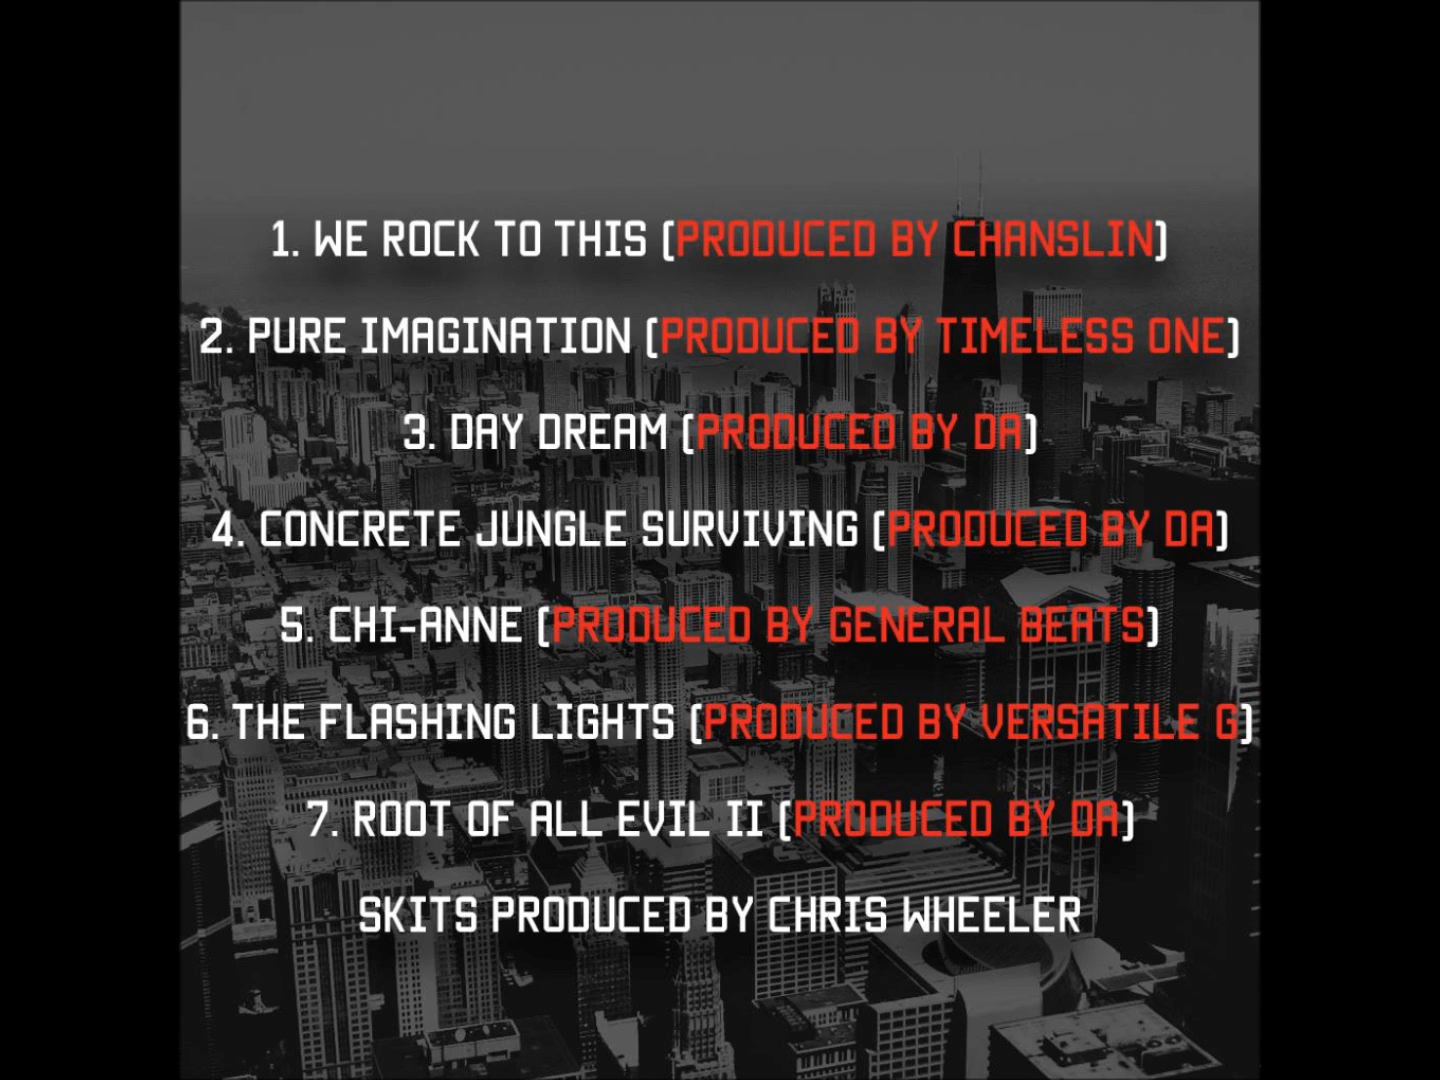 1. WE ROCK TO THIS (PRODUCED BY CHANSLIN)
2. PURE IMAGINATION (PRODUCED BY TIMELESS ONE)
3. DAY DREAM (PRODUCED BY DA)
4. CONCRETE JUNGLE SURVIVING (PRODUCED BY DA)
5. CHI-ANNE (PRODUCED BY GENERAL BEATS)
6. THE FLASHING LIGHTS (PRODUCED BY VERSATILE G)
7. ROOT OF ALL EVIL II (PRODUCED BY DA)
SKITS PRODUCED BY CHRIS WHEELER